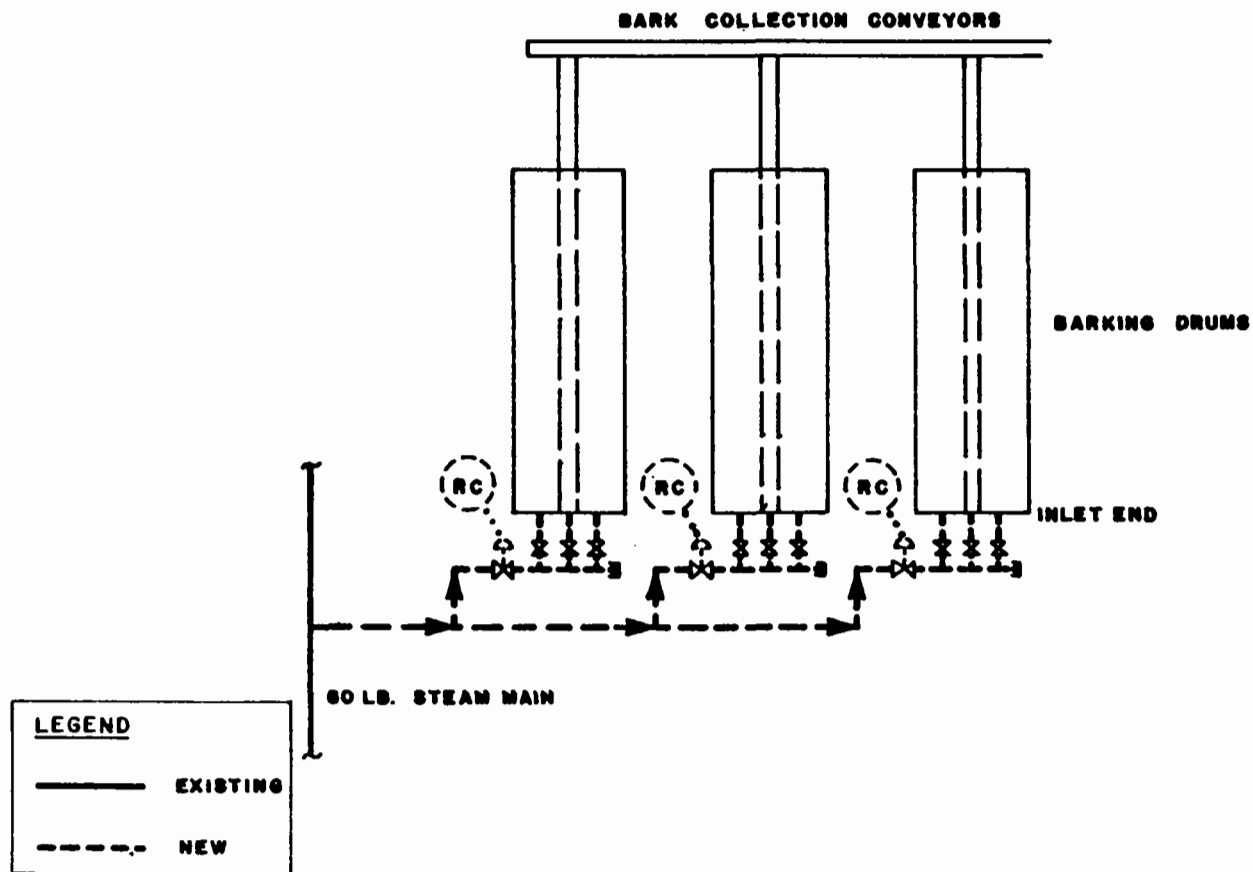 BARK COLLECTION CONVEYORS
BARKING DRUMS
RC
RC
RC
INLET END
60 LB. STEAM MAIN
LEGEND
EXISTING
NEW